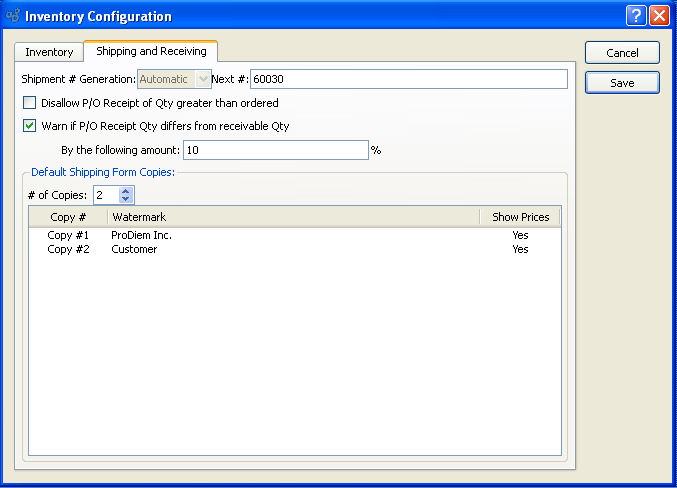 Inventory Configuration
Inventory Shipping and Receiving
Cancel
Save
Shipment # Generation: Automatic Next #: 60030
Disallow P/O Receipt of Qty greater than ordered
Warn if P/O Receipt Qty differs from receivable Qty
By the following amount: 10 %
Default Shipping Form Copies:
# of Copies: 2
Copy # Watermark Show Prices
Copy #1 ProDiem Inc. Yes
Copy #2 Customer Yes